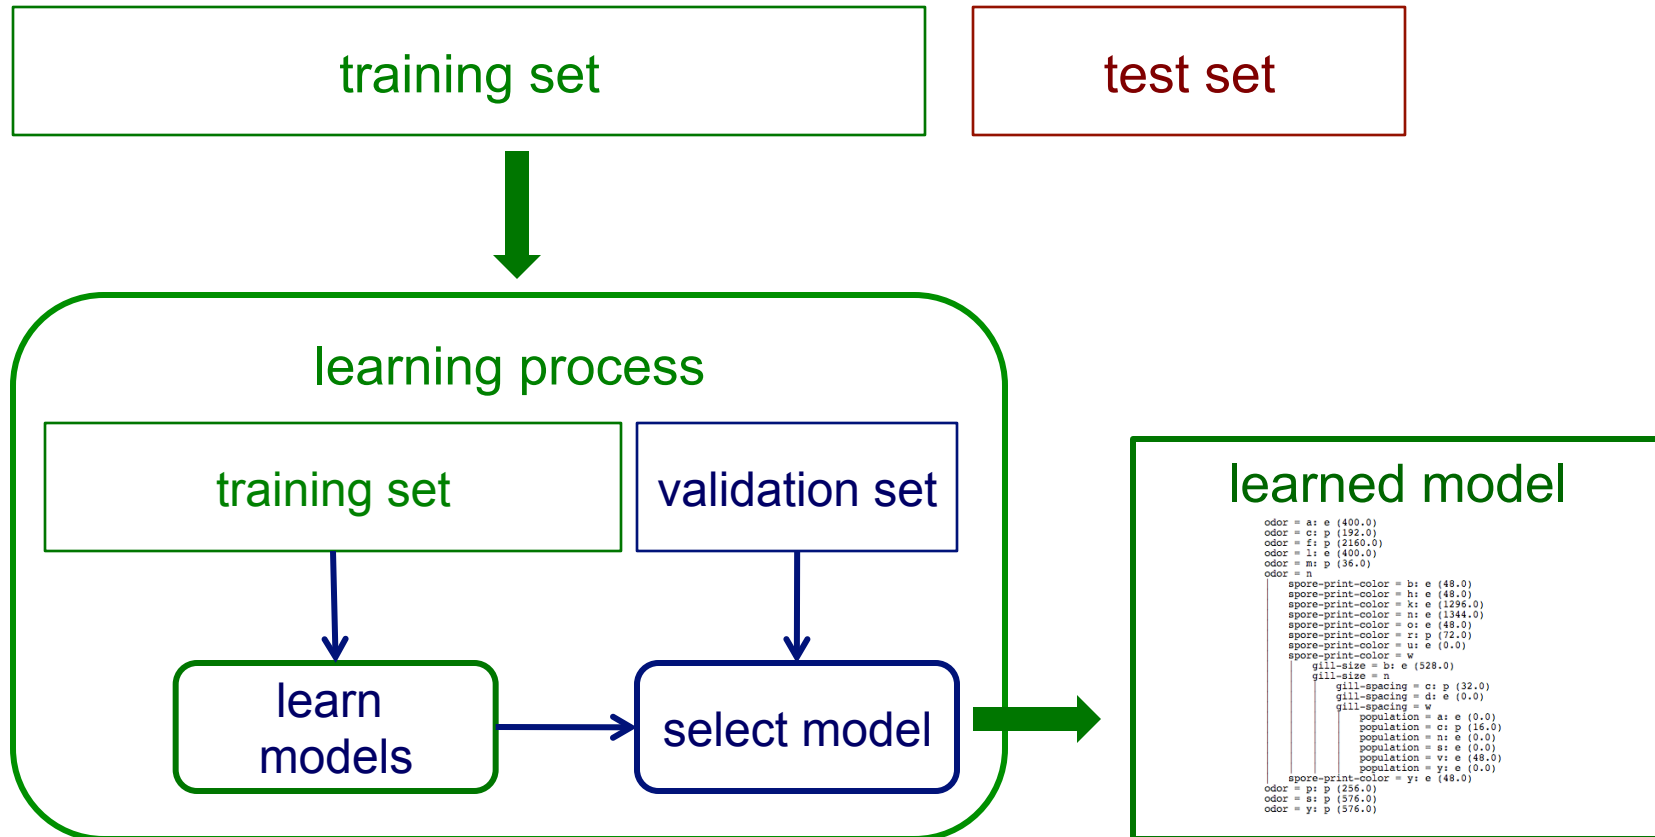 training set
test set
learning process
training set
validation set
learn
models
select model
learned model
odor = a: e (400.0)
odor = c: p (192.0)
odor = f: p (2160.0)
odor = l: e (400.0)
odor = m: p (36.0)
odor = n
|   spore-print-color = b: e (48.0)
|   spore-print-color = h: e (48.0)
|   spore-print-color = k: e (1296.0)
|   spore-print-color = n: e (1344.0)
|   spore-print-color = o: e (48.0)
|   spore-print-color = r: p (72.0)
|   spore-print-color = u: e (0.0)
|   spore-print-color = w
|   |   gill-size = b: e (528.0)
|   |   gill-size = n
|   |   |   gill-spacing = c: p (32.0)
|   |   |   gill-spacing = d: e (0.0)
|   |   |   gill-spacing = w
|   |   |   |   population = a: e (0.0)
|   |   |   |   population = c: p (16.0)
|   |   |   |   population = n: e (0.0)
|   |   |   |   population = s: e (0.0)
|   |   |   |   population = v: e (48.0)
|   |   |   |   population = y: e (0.0)
|   spore-print-color = y: e (48.0)
odor = p: p (256.0)
odor = s: p (576.0)
odor = y: p (576.0)